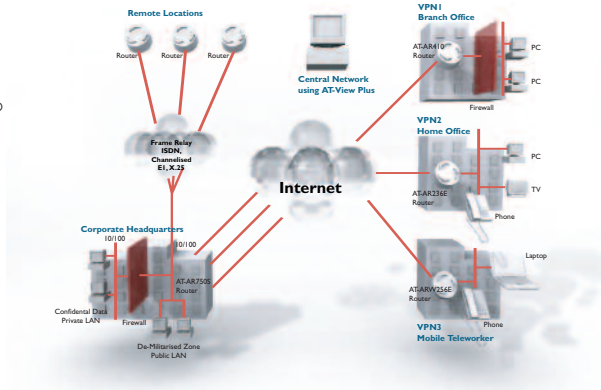 Remote Locations
Router
Router
Router
Frame Relay
ISDN,
Channelised
E1, X.25
Central Network
using AT-View Plus
Internet
Corporate Headquarters
10/100
10/100
AT-AR750S
Router
Confidental Data
Private LAN
Firewall
De-Militarised Zone
Public LAN
VPN1
Branch Office
AT-AR410
Router
PC
PC
Firewall
VPN2
Home Office
AT-AR236E
Router
PC
TV
Phone
AT-ARW256E
Router
Laptop
Phone
VPN3
Mobile Teleworker